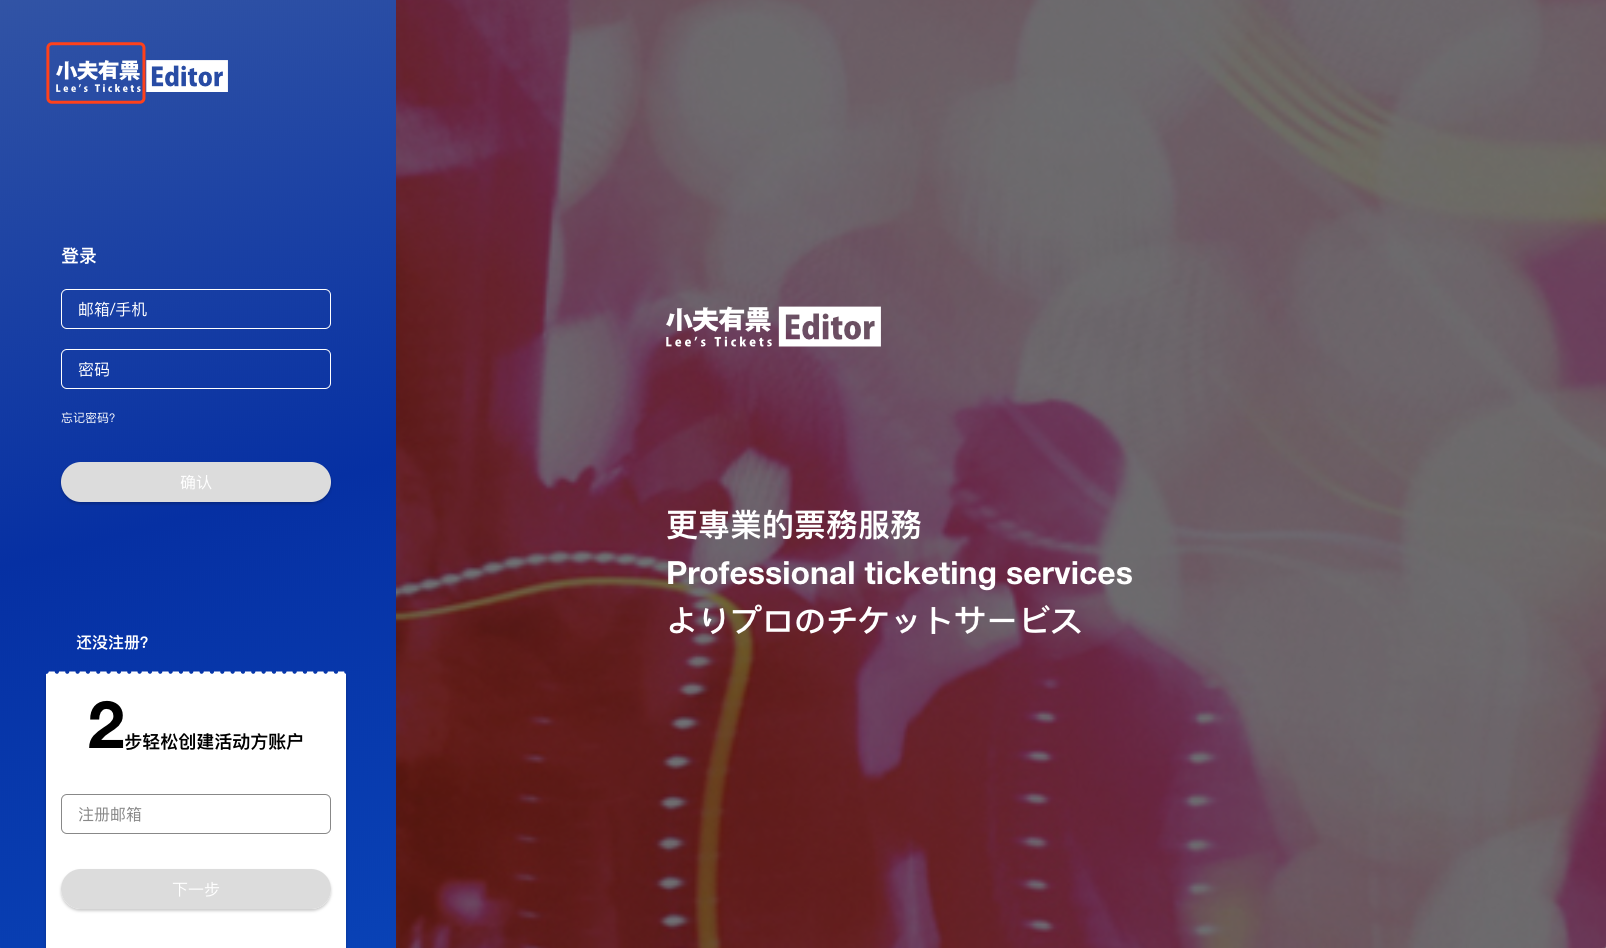 小夫有票 Editor
Lee's Tickets
登录
邮箱/手机
密码
忘记密码?
确认
还没注册?
2步轻松创建活动方账户
注册邮箱
下一步
小夫有票 Editor
Lee's Tickets
更專業的票務服務
Professional ticketing services
よりプロのチケットサービス